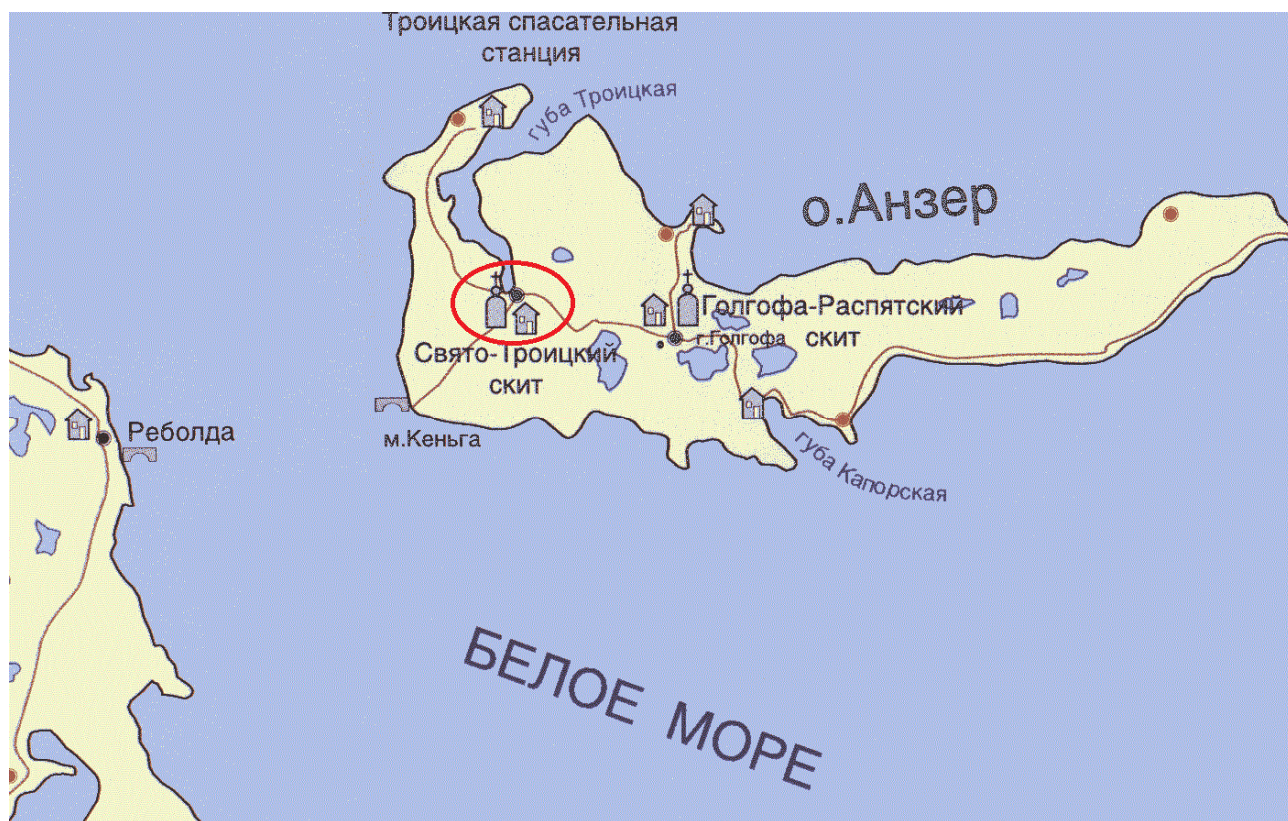 Троицкая спасательная
станция
губа Троицкая
о.Анзер
Голгофа-Распятский
скит
г.Голгофа
Свято-Троицкий
скит
м.Кеньга
Реболда
губа Капорская
БЕЛОЕ МОРЕ